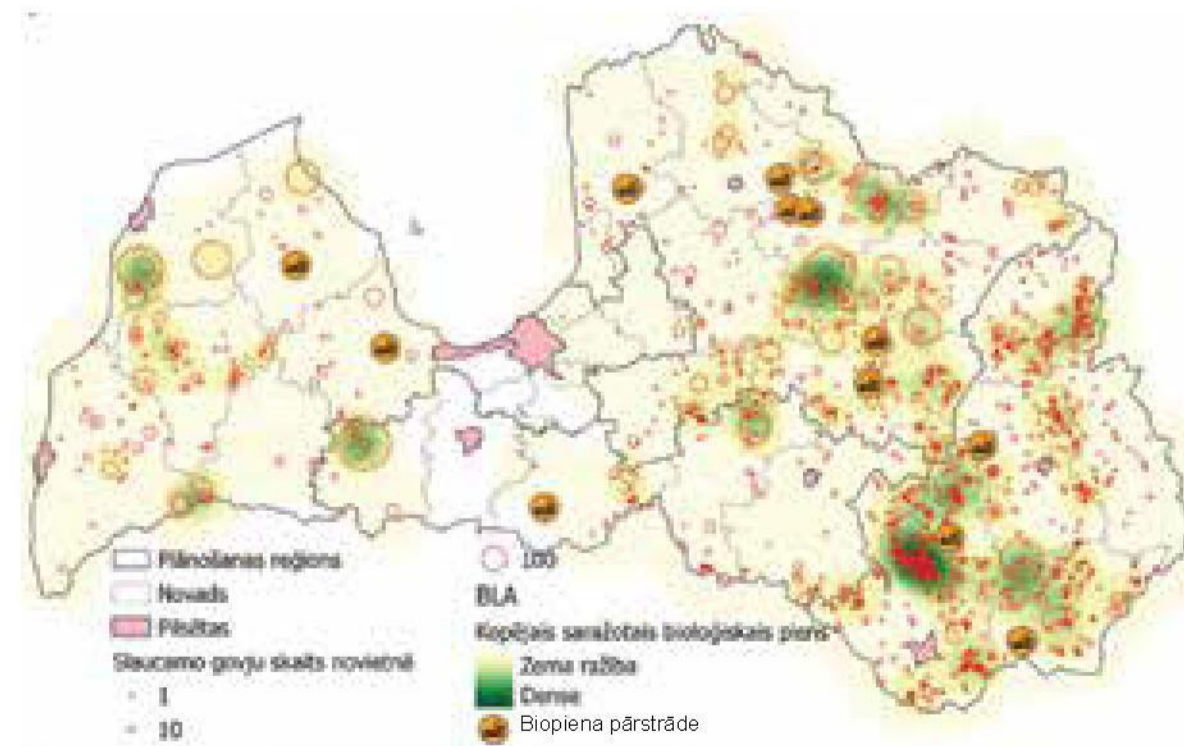 Plānošanas reģions
Novads
Pilsētas
Slaucamo govju skaits novietnē
1
10
100
BLA
Kopējais saražotais bioloģiskais piens
Zema ražība
Dense
Biopiena pārstrāde